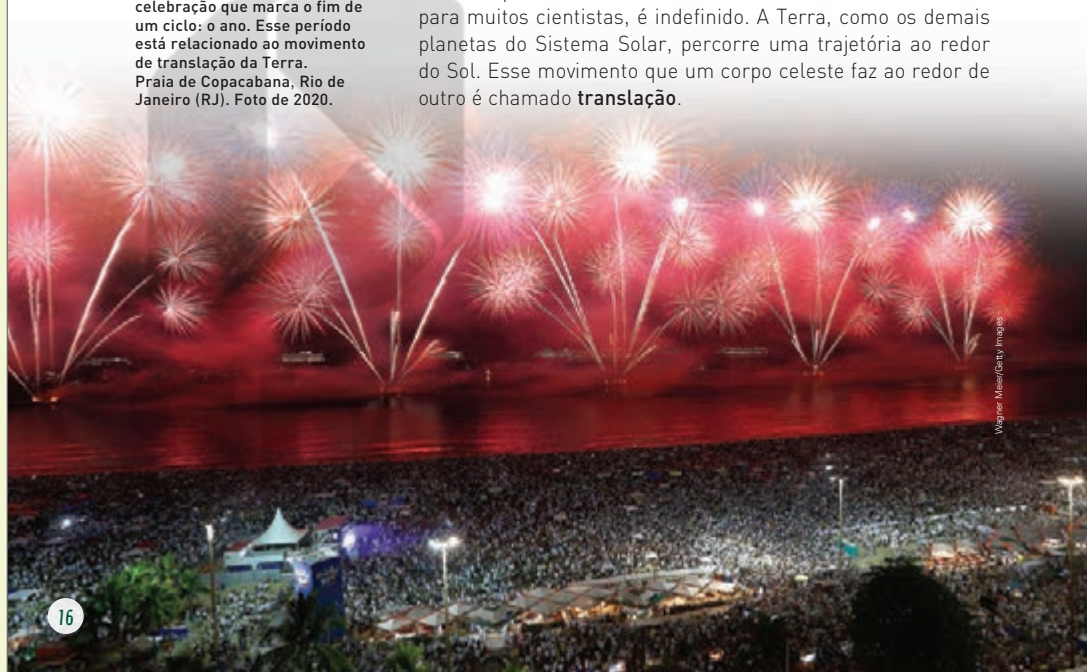 celebração que marca o fim de
um ciclo: o ano. Esse período
está relacionado ao movimento
de translação da Terra.
Praia de Copacabana, Rio de
Janeiro (RJ). Foto de 2020.
para muitos cientistas, é indefinido. A Terra, como os demais
planetas do Sistema Solar, percorre uma trajetória ao redor
do Sol. Esse movimento que um corpo celeste faz ao redor de
outro é chamado translação.
Wagner Meier/Getty Images
16